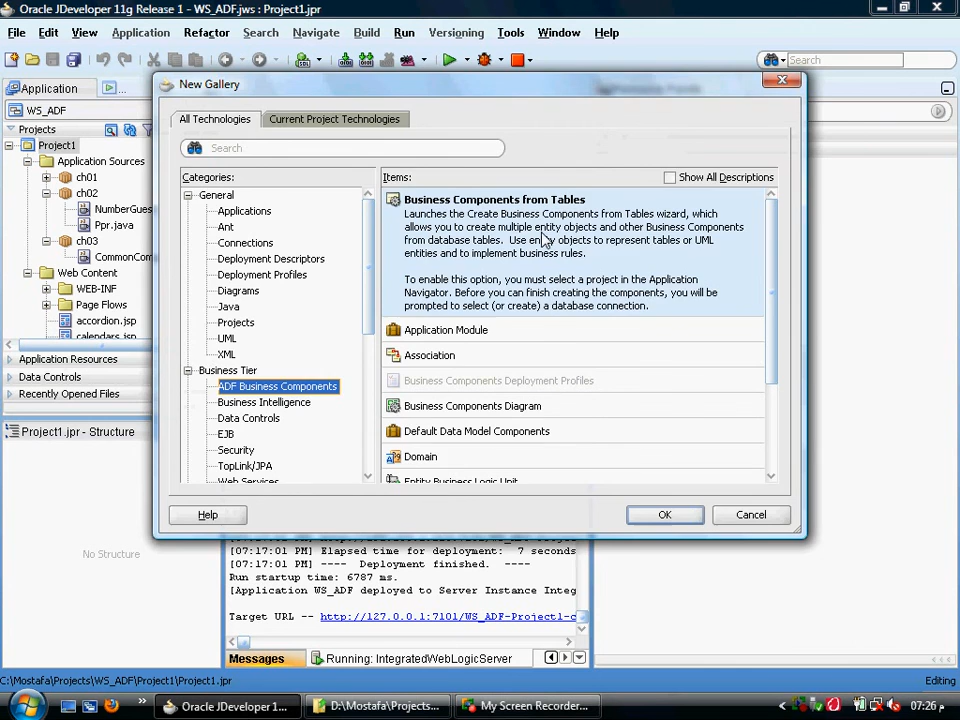 Oracle JDeveloper 11g Release 1 - WS_ADF.jws : Project1.jpr
File Edit View Application Refactor Search Navigate Build Run Versioning Tools Window Help
Search
Application
WS_ADF
Projects
Project1
Application Sources
ch01
ch02
NumberGues
Ppr.java
ch03
CommonCom
Web Content
WEB-INF
Page Flows
accordion.jsp
calendars.jsp
Application Resources
Data Controls
Recently Opened Files
Project1.jpr - Structure
No Structure
New Gallery
All Technologies
Current Project Technologies
Search
Categories:
General
Applications
Ant
Connections
Deployment Descriptors
Deployment Profiles
Diagrams
Java
Projects
UML
XML
Business Tier
ADF Business Components
Business Intelligence
Data Controls
EJB
Security
TopLink/JPA
Web Services
Items:
Show All Descriptions
Business Components from Tables
Launches the Create Business Components from Tables wizard, which
allows you to create multiple entity objects and other Business Components
from database tables. Use entity objects to represent tables or UML
entities and to implement business rules.
To enable this option, you must select a project in the Application
Navigator. Before you can finish creating the components, you will be
prompted to select (or create) a database connection.
Application Module
Association
Business Components Deployment Profiles
Business Components Diagram
Default Data Model Components
Domain
Entity Business Logic Unit
Help
OK
Cancel
[07:17:01 PM] Elapsed time for deployment: 7 seconds
[07:17:01 PM] ---- Deployment finished. ----
Run startup time: 6787 ms.
[Application WS_ADF deployed to Server Instance Integ
Target URL -- http://127.0.0.1:7101/WS_ADF-Project1-c
Messages
Running: IntegratedWebLogicServer
C:\Mostafa\Projects\WS_ADF\Project1\Project1.jpr
Editing
Oracle JDeveloper 1...
D:\Mostafa\Projects...
My Screen Recorder...
07:26 م